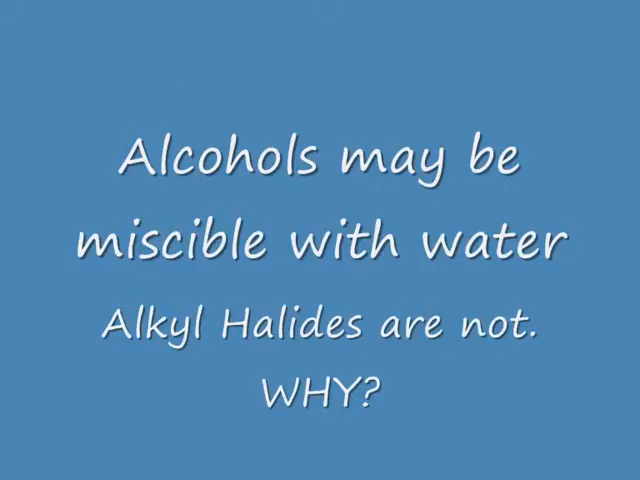 Alcohols may be
miscible with water
Alkyl Halides are not.
WHY?